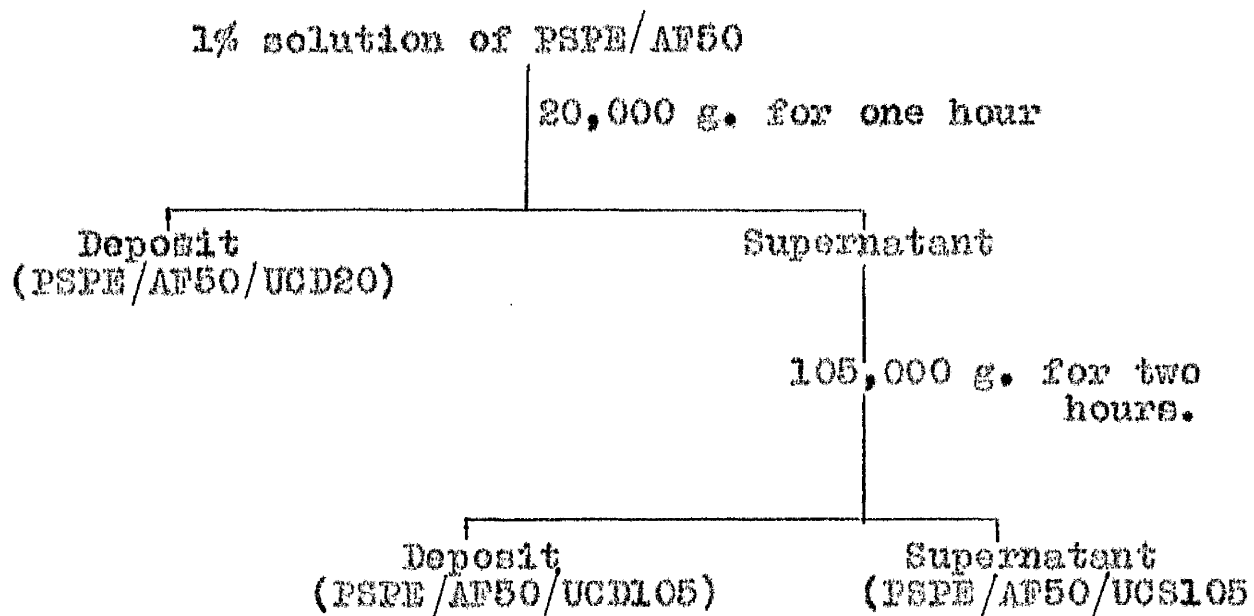 1% solution of PSPE/AF50
20,000 g. for one hour
Deposit
(PSPE/AF50/UCD20)
Supernatant
105,000 g. for two
hours.
Deposit
(PSPE/AF50/UCD105)
Supernatant
(PSPE/AF50/UCS105